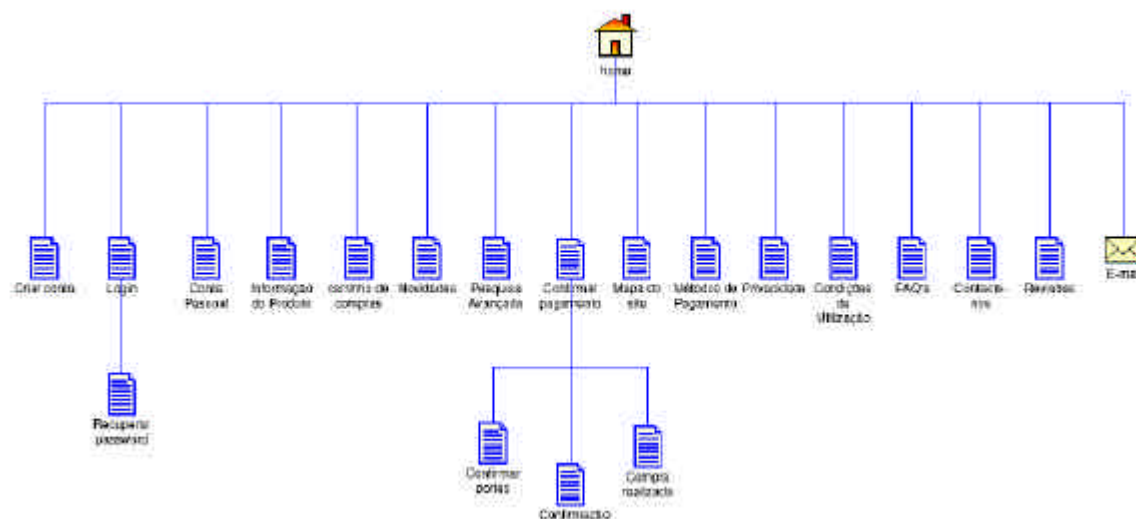 home
Criar conta
Login
Conta
Pessoal
Informação
do Produto
carrinho de
compras
Novidades
Pesquisa
Avançada
Confirmar
pagamento
Mapa do
site
Métodos de
Pagamento
Privacidade
Condições
de
Utilização
FAQ's
Contacte-
nos
Revistas
E-mai
Recuperar
password
Confirmar
portes
Confirmação
Compra
realizada